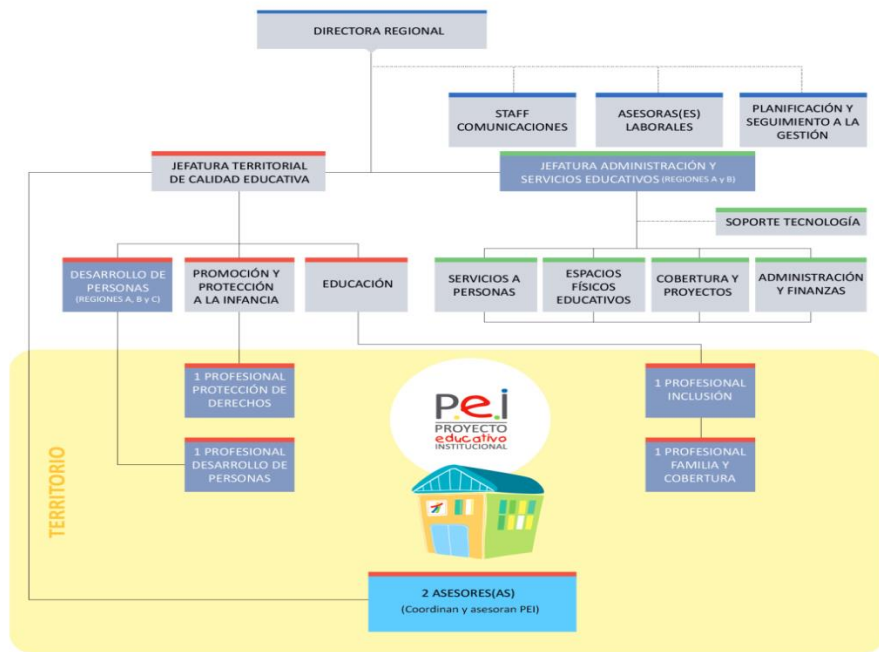 DIRECTORA REGIONAL
STAFF
COMUNICACIONES
ASESORAS(ES)
LABORALES
PLANIFICACIÓN Y
SEGUIMIENTO A LA
GESTIÓN
JEFATURA TERRITORIAL
DE CALIDAD EDUCATIVA
JEFATURA ADMINISTRACIÓN Y
SERVICIOS EDUCATIVOS (REGIONES A y B)
SOPORTE TECNOLOGÍA
DESARROLLO DE
PERSONAS
(REGIONES A, B y C)
PROMOCIÓN Y
PROTECCIÓN
A LA INFANCIA
EDUCACIÓN
SERVICIOS A
PERSONAS
ESPACIOS
FÍSICOS
EDUCATIVOS
COBERTURA Y
PROYECTOS
ADMINISTRACIÓN
Y FINANZAS
1 PROFESIONAL
PROTECCIÓN DE
DERECHOS
P.e.i
PROYECTO
educativo
INSTITUCIONAL
1 PROFESIONAL
INCLUSIÓN
1 PROFESIONAL
DESARROLLO DE
PERSONAS
1 PROFESIONAL
FAMILIA Y
COBERTURA
TERRITORIO
2 ASESORES(AS)
(Coordinan y asesoran PEI)